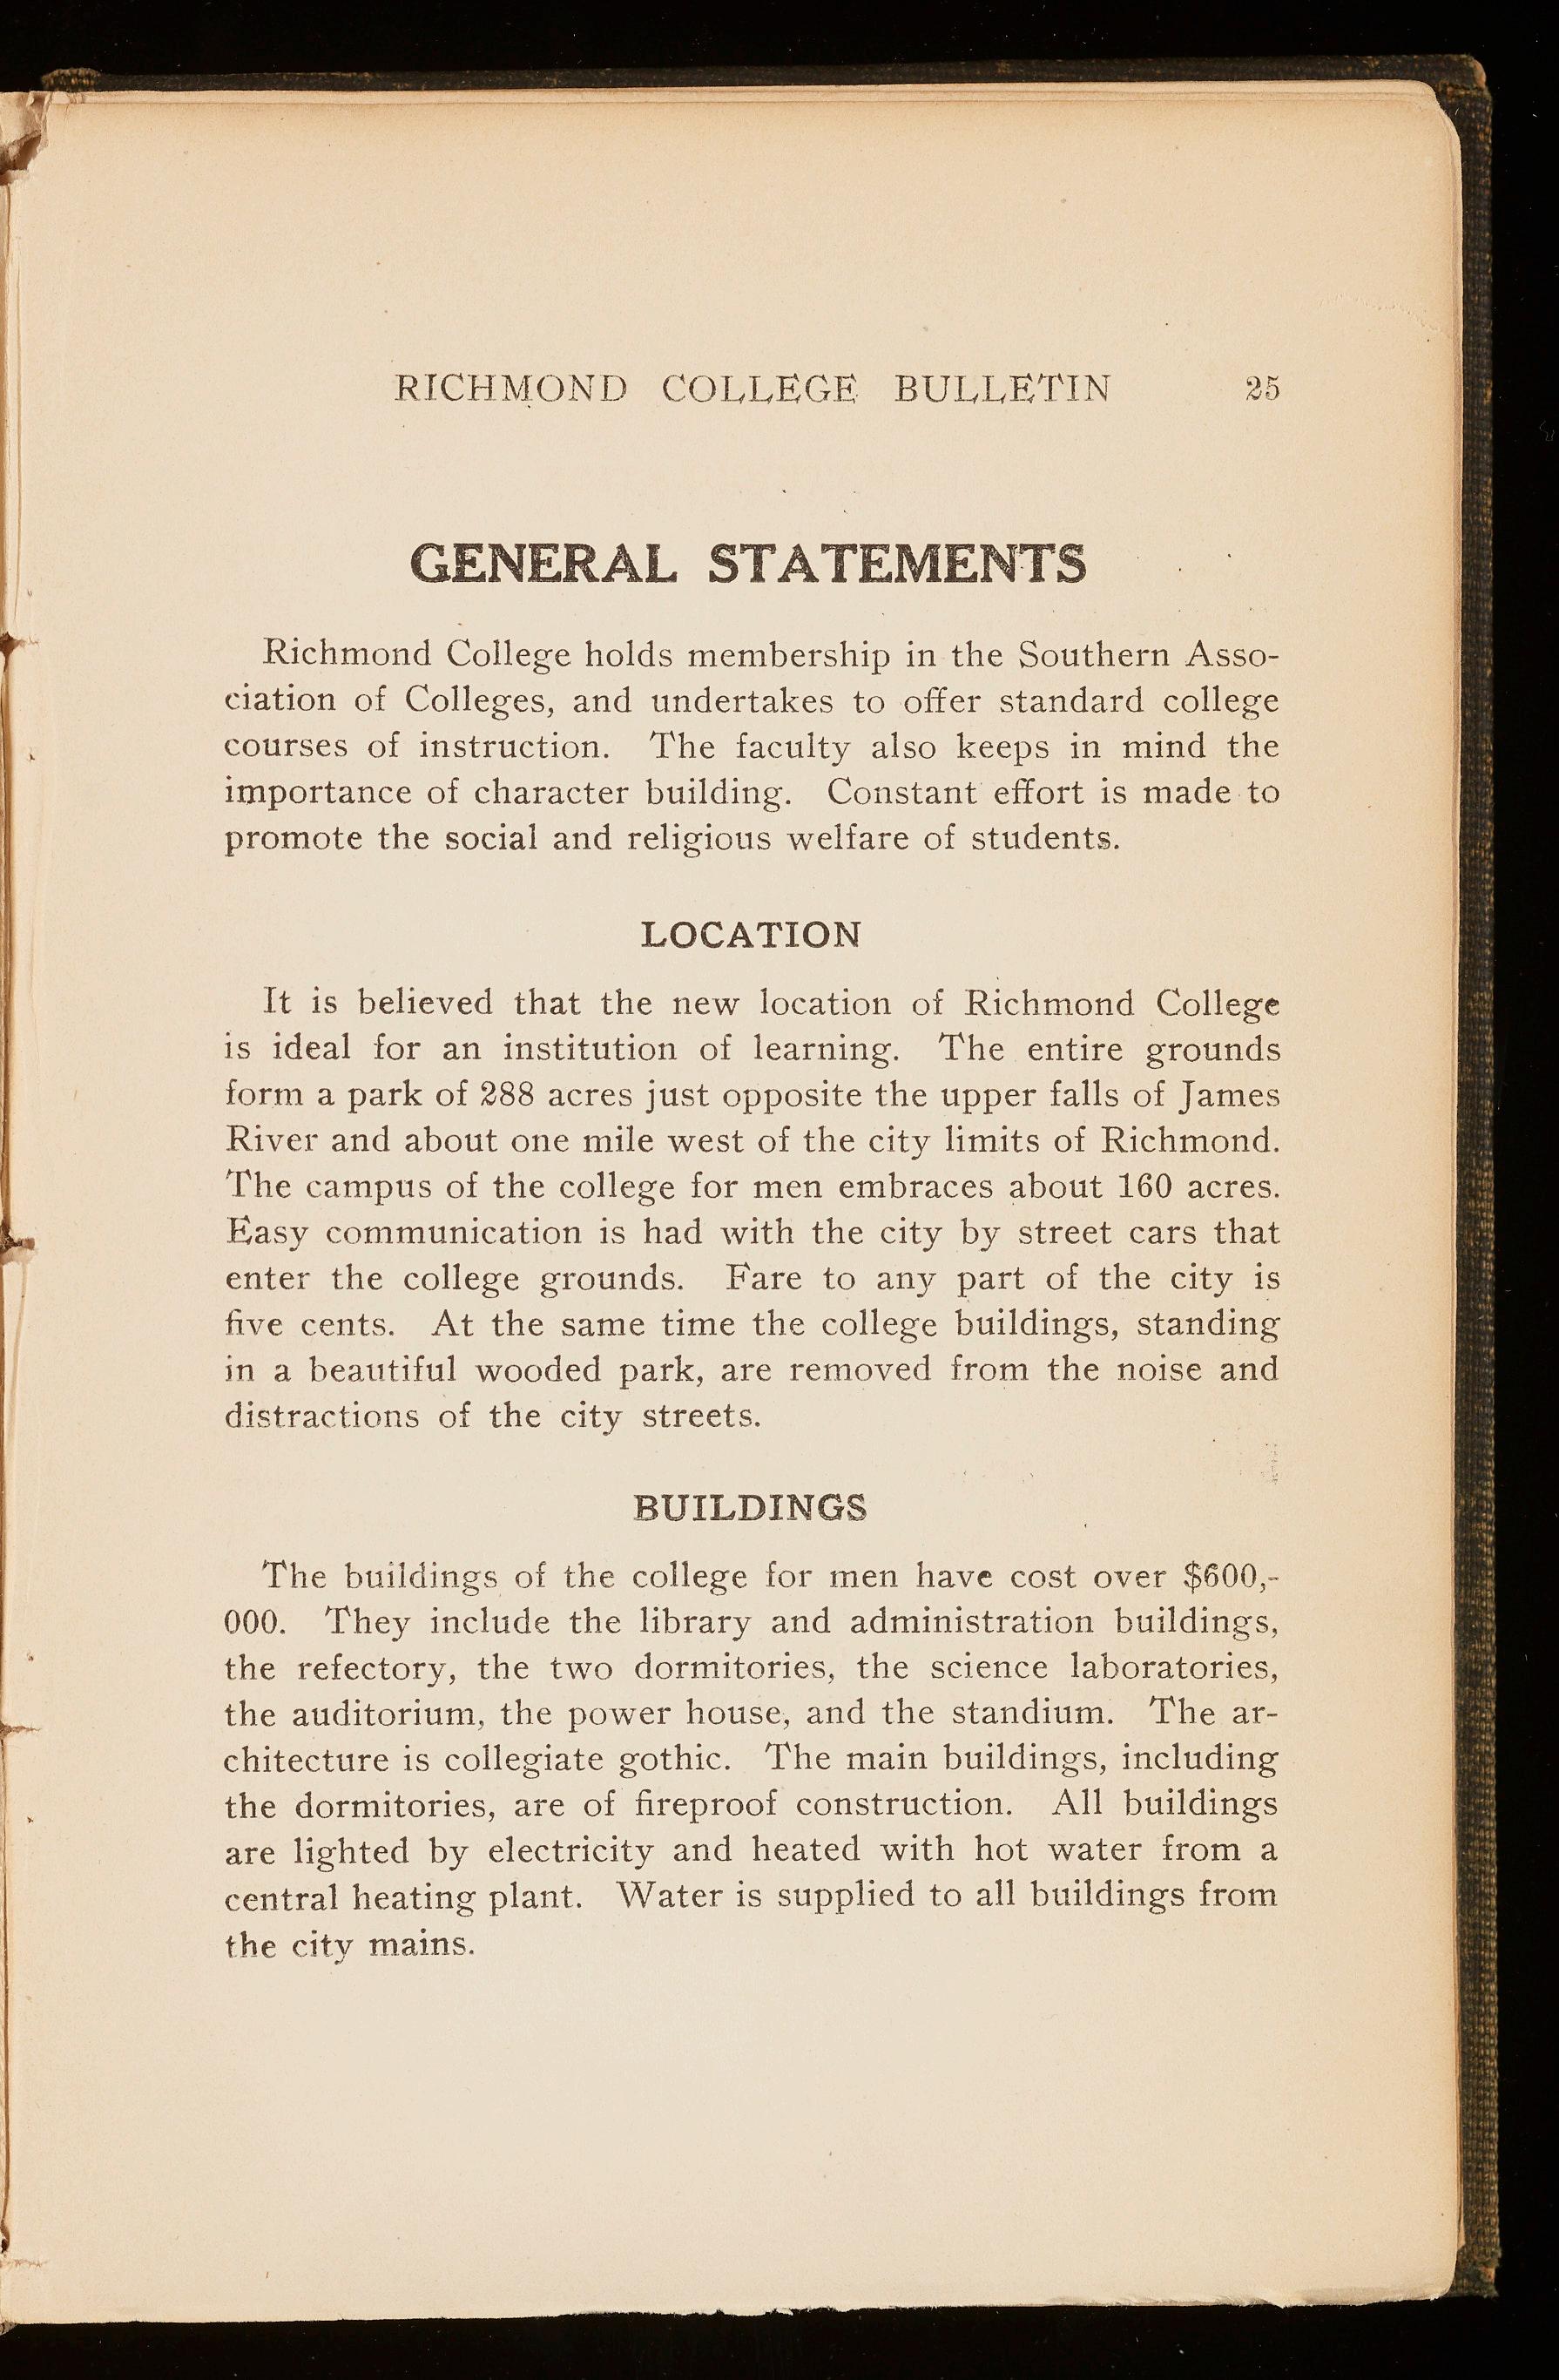 RICHMOND COLLEGE BULLETIN 25
GENERAL STATEMENTS
Richmond College holds membership in the Southern Asso-
ciation of Colleges, and undertakes to offer standard college
courses of instruction. The faculty also keeps in mind the
importance of character building. Constant effort is made to
promote the social and religious welfare of students.
LOCATION
It is believed that the new location of Richmond College
is ideal for an institution of learning. The entire grounds
form a park of 288 acres just opposite the upper falls of James
River and about one mile west of the city limits of Richmond.
The campus of the college for men embraces about 160 acres.
Easy communication is had with the city by street cars that
enter the college grounds. Fare to any part of the city is
five cents. At the same time the college buildings, standing
in a beautiful wooded park, are removed from the noise and
distractions of the city streets.
BUILDINGS
The buildings of the college for men have cost over $600,-
000. They include the library and administration buildings,
the refectory, the two dormitories, the science laboratories,
the auditorium, the power house, and the standium. The ar-
chitecture is collegiate gothic. The main buildings, including
the dormitories, are of fireproof construction. All buildings
are lighted by electricity and heated with hot water from a
central heating plant. Water is supplied to all buildings from
the city mains.